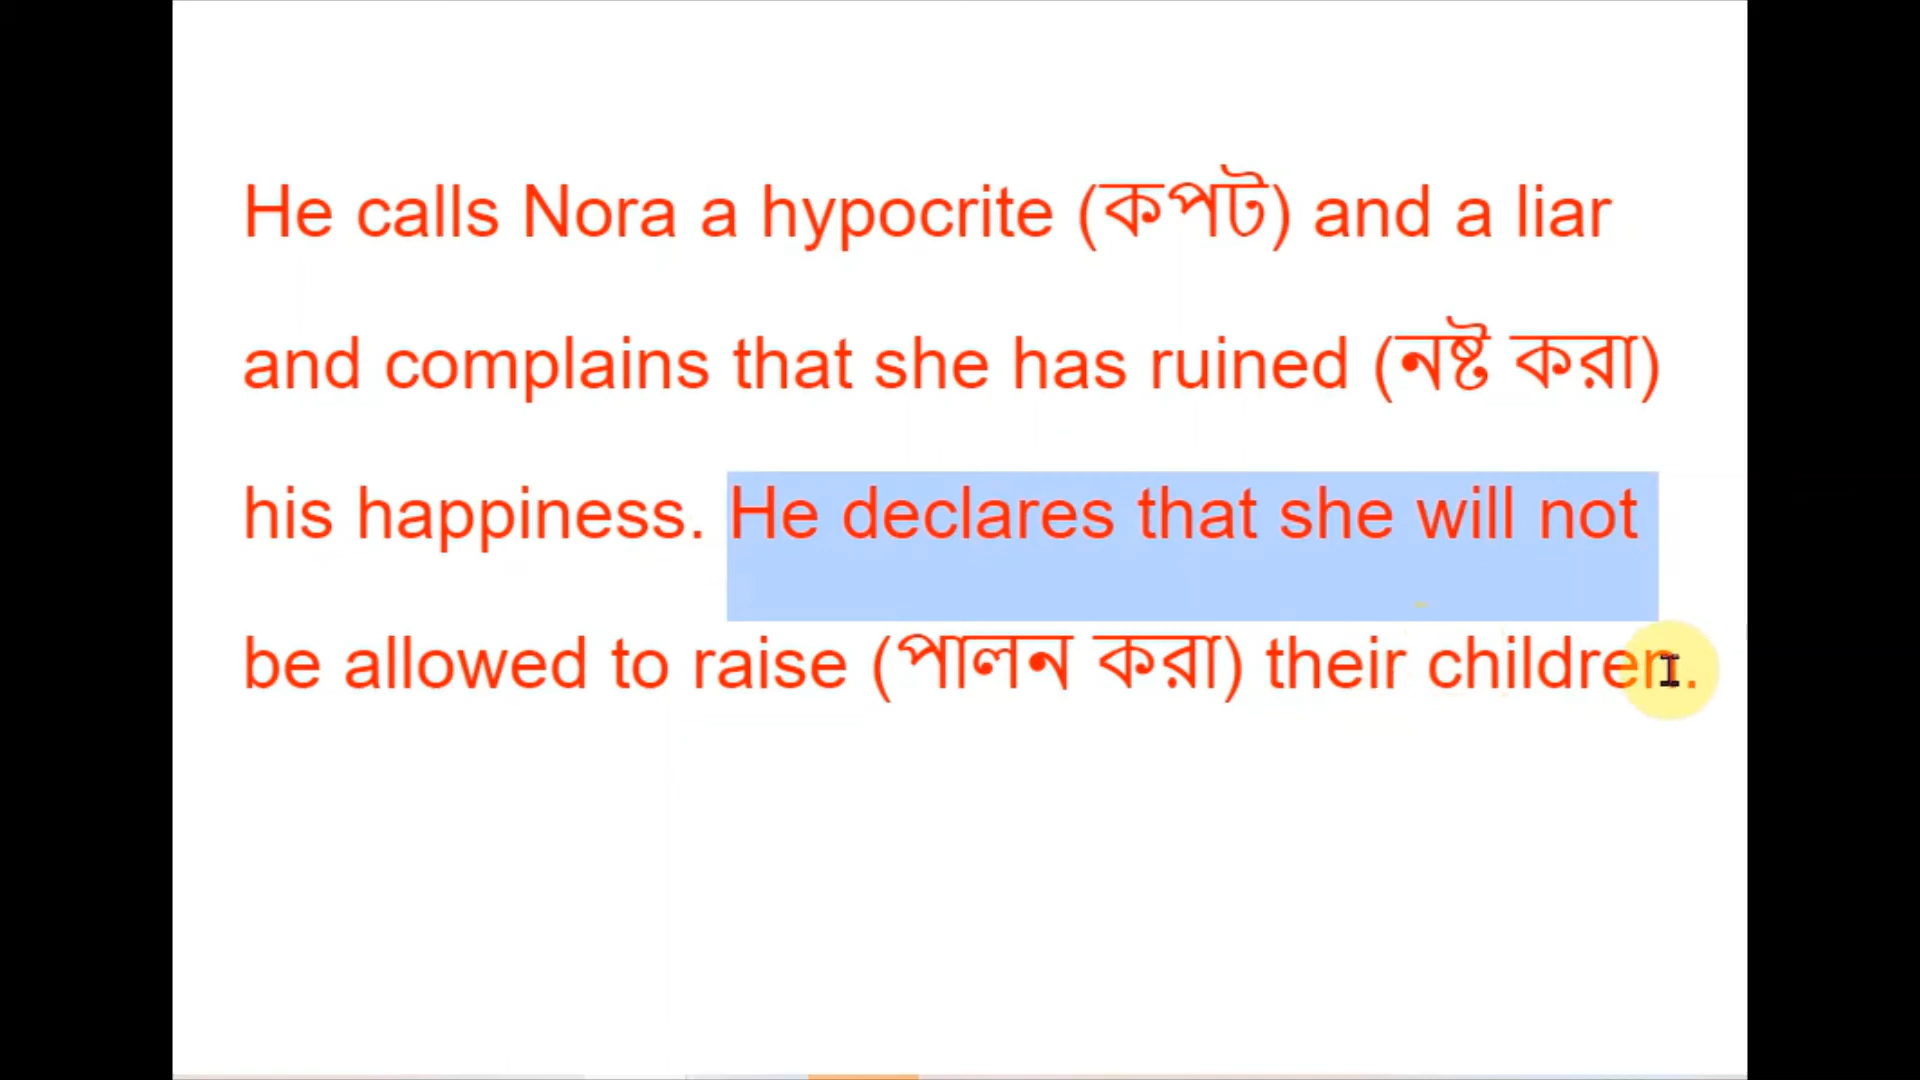 He calls Nora a hypocrite (কপট) and a liar
and complains that she has ruined (নষ্ট করা)
his happiness. He declares that she will not
be allowed to raise (পালন করা) their children.